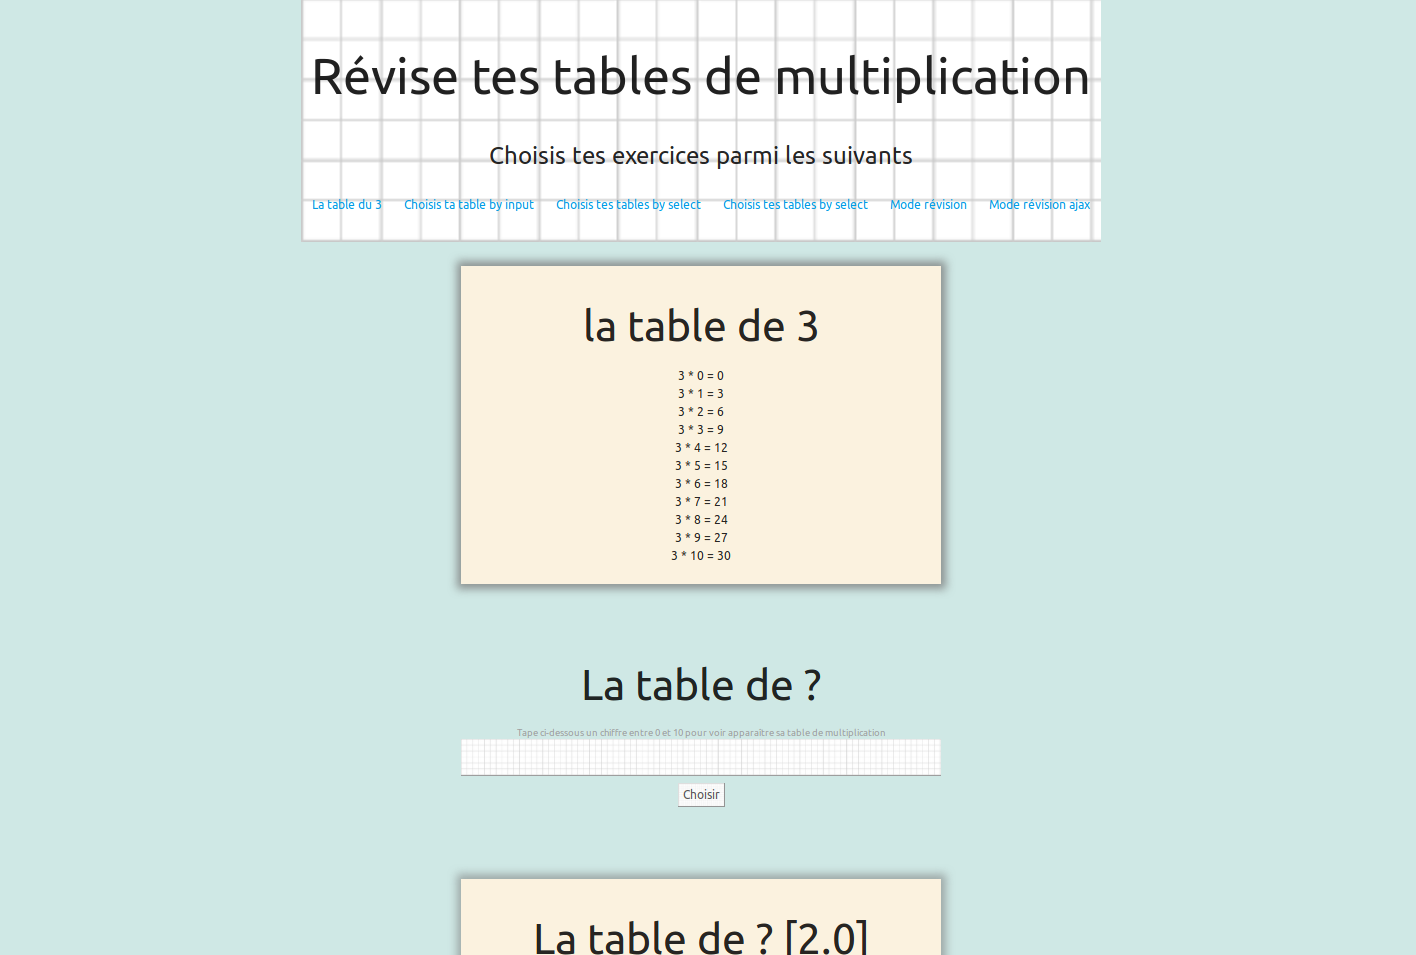 Révise tes tables de multiplication
Choisis tes exercices parmi les suivants
La table du 3 Choisis ta table by input Choisis tes tables by select Choisis tes tables by select Mode révision Mode révision ajax
la table de 3
3 * 0 = 0
3 * 1 = 3
3 * 2 = 6
3 * 3 = 9
3 * 4 = 12
3 * 5 = 15
3 * 6 = 18
3 * 7 = 21
3 * 8 = 24
3 * 9 = 27
3 * 10 = 30
La table de ?
Tape ci-dessous un chiffre entre 0 et 10 pour voir apparaître sa table de multiplication
Choisir
La table de ? [2.0]